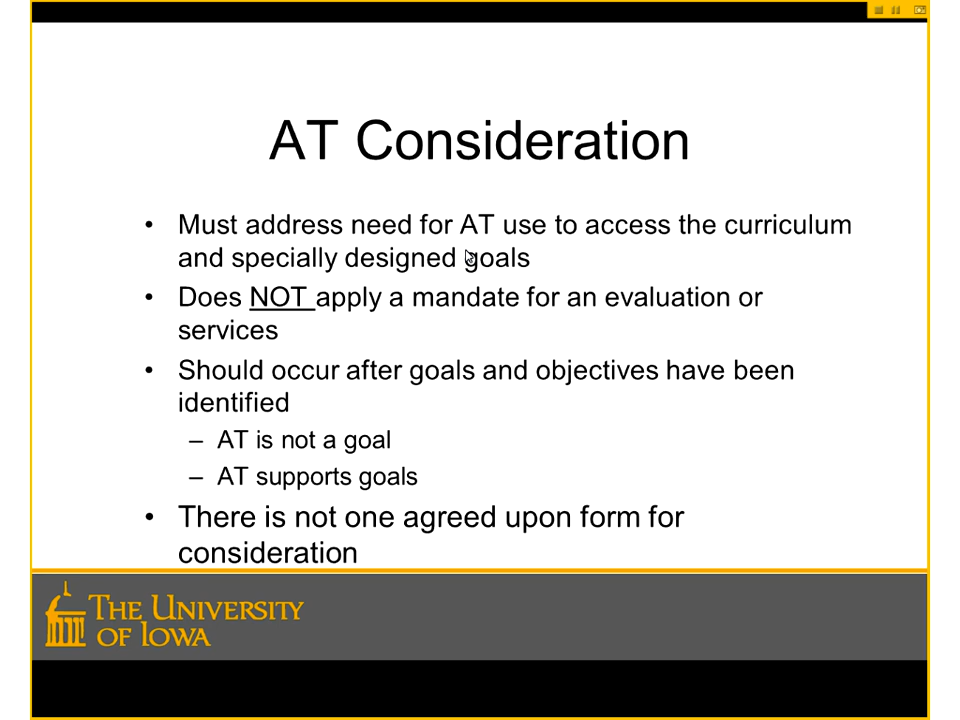 AT Consideration
• Must address need for AT use to access the curriculum
and specially designed goals
• Does NOT apply a mandate for an evaluation or
services
• Should occur after goals and objectives have been
identified
– AT is not a goal
– AT supports goals
• There is not one agreed upon form for
consideration
THE UNIVERSITY
OF IOWA